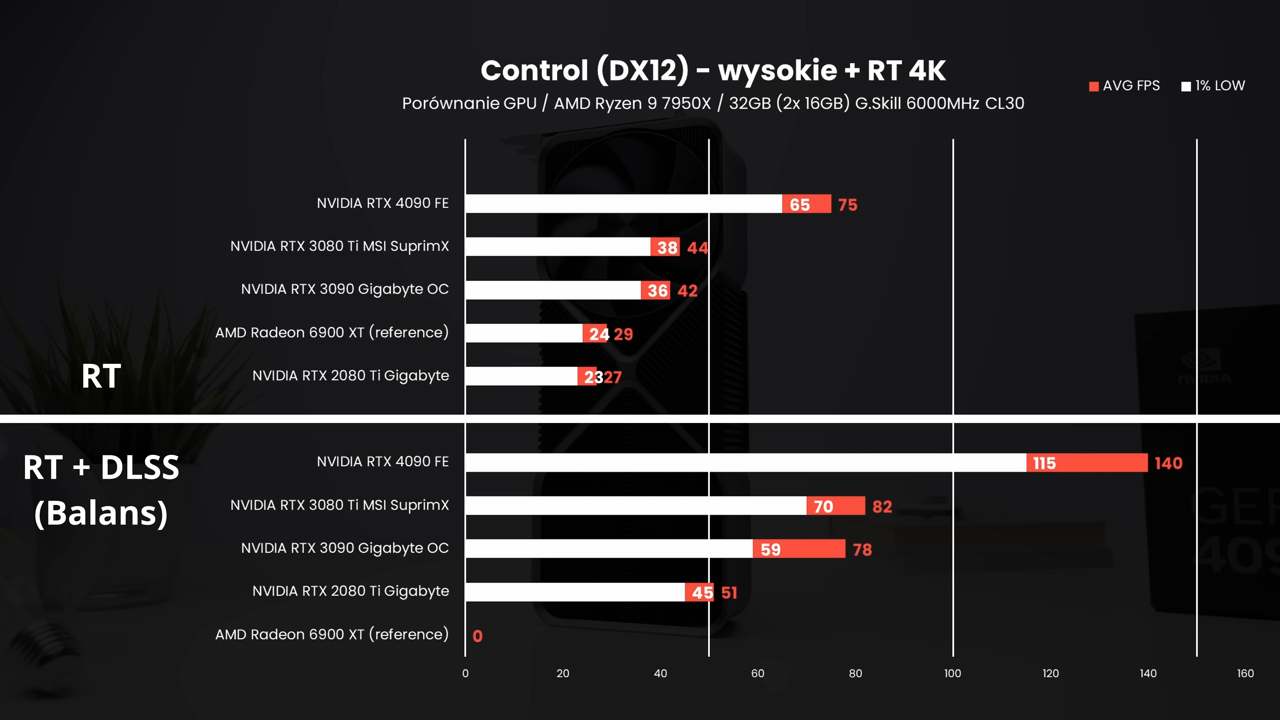 Control (DX12) - wysokie + RT 4K
Porównanie GPU / AMD Ryzen 9 7950X / 32GB (2x 16GB) G.Skill 6000MHz CL30
AVG FPS 1% LOW
NVIDIA RTX 4090 FE 65 75
NVIDIA RTX 3080 Ti MSI SuprimX 38 44
NVIDIA RTX 3090 Gigabyte OC 36 42
AMD Radeon 6900 XT (reference) 24 29
NVIDIA RTX 2080 Ti Gigabyte 23 27
RT
NVIDIA
RT + DLSS
(Balans)
NVIDIA RTX 4090 FE 115 140
NVIDIA RTX 3080 Ti MSI SuprimX 70 82
NVIDIA RTX 3090 Gigabyte OC 59 78
NVIDIA RTX 2080 Ti Gigabyte 45 51
AMD Radeon 6900 XT (reference) 0
0 20 40 60 80 100 120 140 160